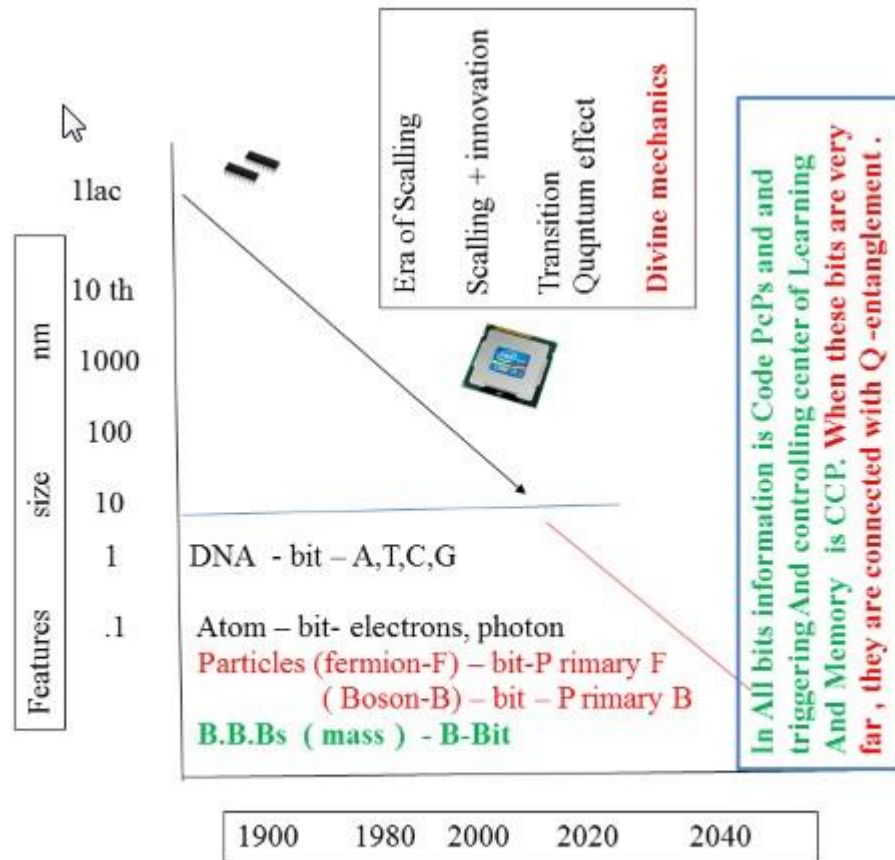 Era of Scalling
Scalling + innovation
Transition
Quqntum effect
Divine mechanics
1lac
10 th
1000
100
10
1
.1
Features size nm
DNA - bit – A,T,C,G
Atom – bit- electrons, photon
Particles (fermion-F) – bit-P rimary F
( Boson-B) – bit – P rimary B
B.B.Bs ( mass ) - B-Bit
1900 1980 2000 2020 2040
In All bits information is Code PcPs and and
triggering And controlling center of Learning
And Memory is CCP. When these bits are very
far , they are connected with Q -entanglement .